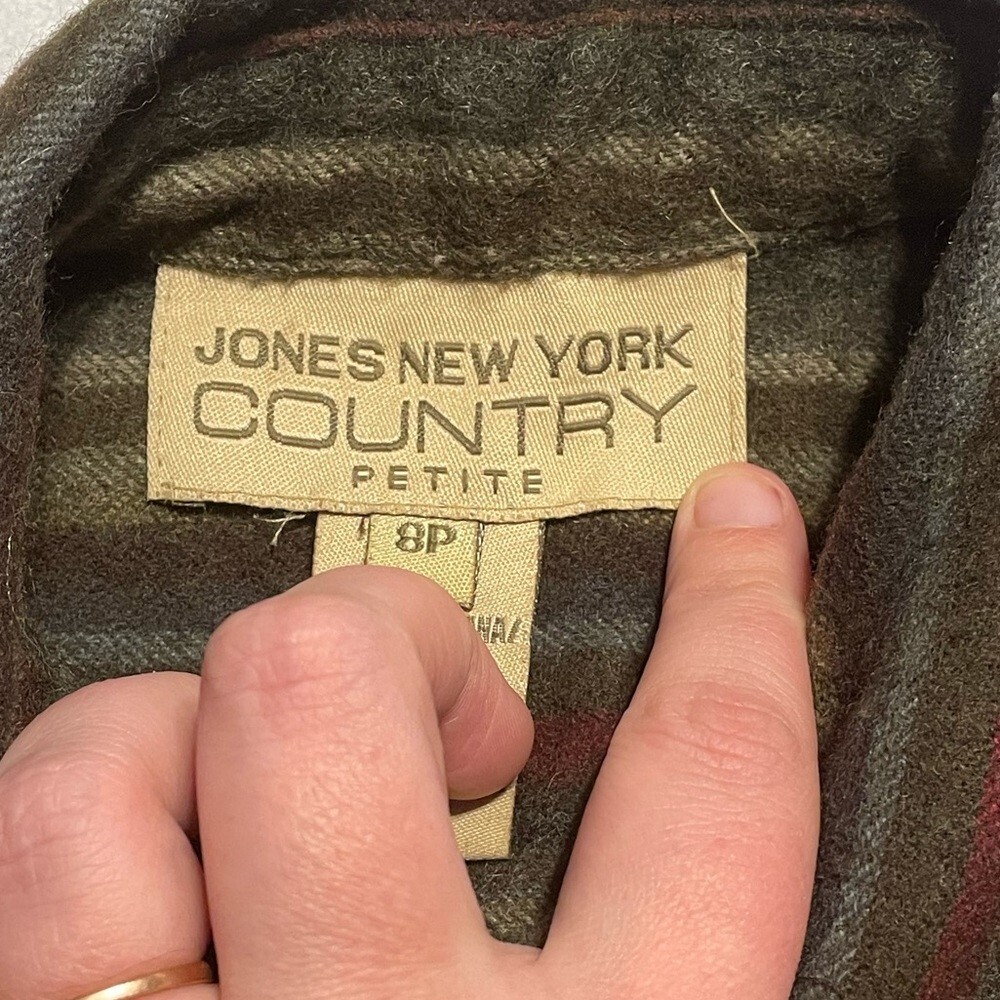 JONES NEW YORK
COUNTRY
PETITE
8P